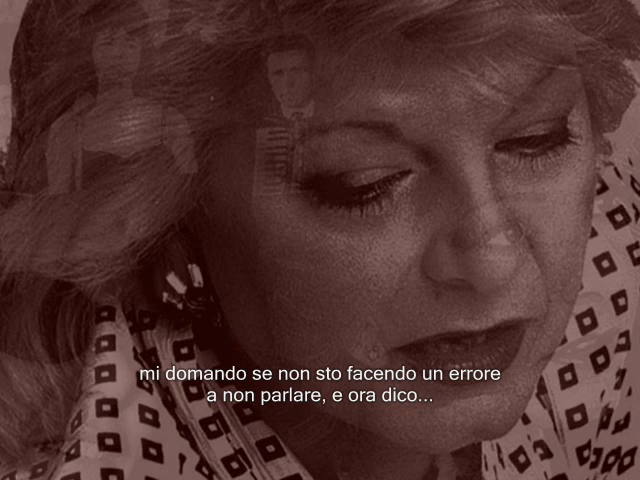 mi domando se non sto facendo un errore
a non parlare, e ora dico...